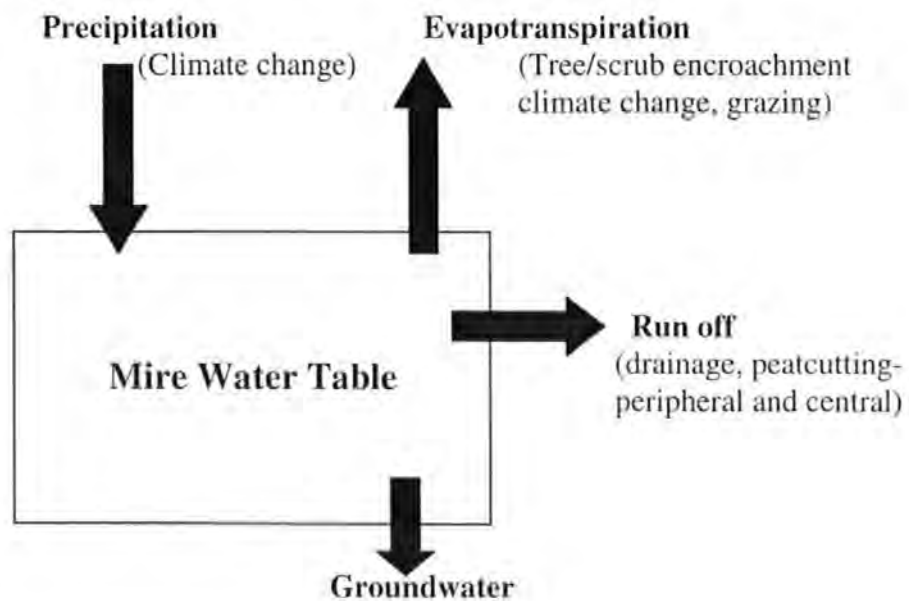 Precipitation
(Climate change)
Evapotranspiration
(Tree/scrub encroachment
climate change, grazing)
Mire Water Table
Run off
(drainage, peatcutting-
peripheral and central)
Groundwater